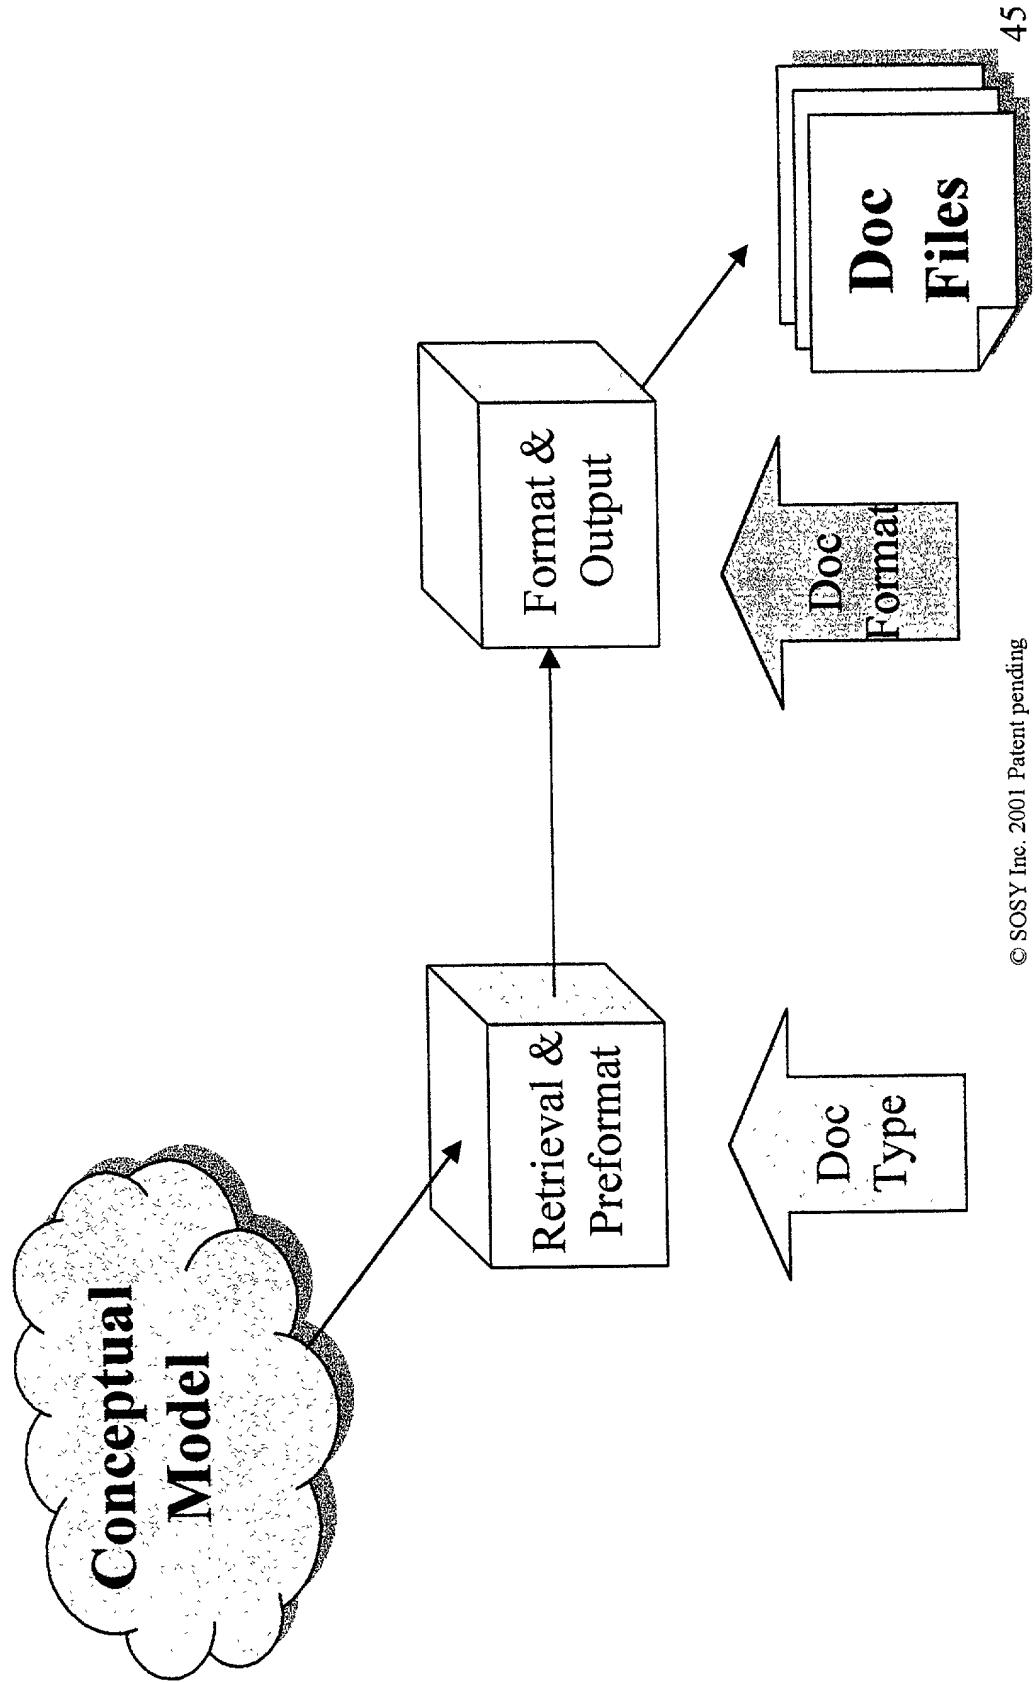 Conceptual
Model
Retrieval &
Preformat
Format &
Output
Doc
Type
Doc
Format
Doc
Files
© SOSY Inc. 2001 Patent pending
45